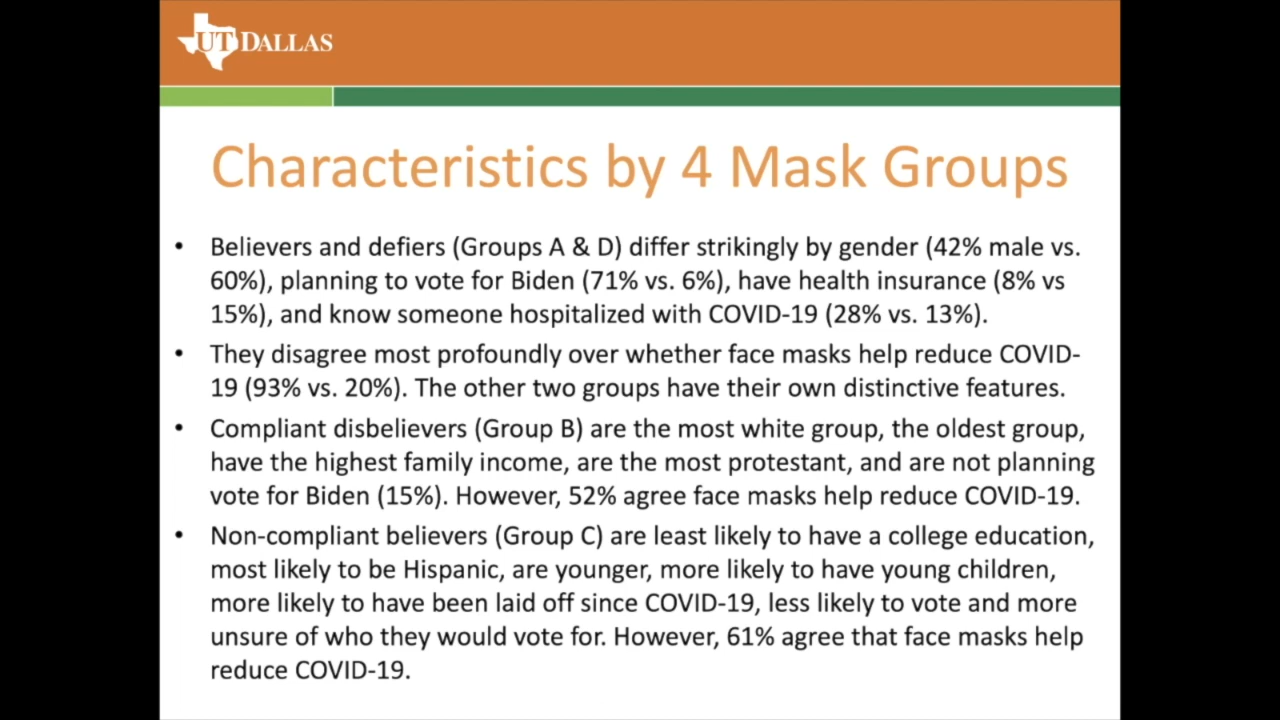 UT DALLAS
Characteristics by 4 Mask Groups
• Believers and defiers (Groups A & D) differ strikingly by gender (42% male vs.
60%), planning to vote for Biden (71% vs. 6%), have health insurance (8% vs
15%), and know someone hospitalized with COVID-19 (28% vs. 13%).
• They disagree most profoundly over whether face masks help reduce COVID-
19 (93% vs. 20%). The other two groups have their own distinctive features.
• Compliant disbelievers (Group B) are the most white group, the oldest group,
have the highest family income, are the most protestant, and are not planning
vote for Biden (15%). However, 52% agree face masks help reduce COVID-19.
• Non-compliant believers (Group C) are least likely to have a college education,
most likely to be Hispanic, are younger, more likely to have young children,
more likely to have been laid off since COVID-19, less likely to vote and more
unsure of who they would vote for. However, 61% agree that face masks help
reduce COVID-19.